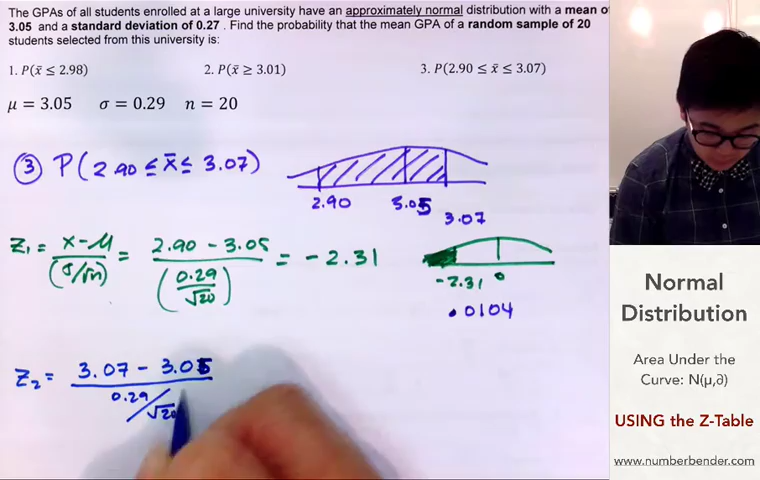 The GPAs of all students enrolled at a large university have an approximately normal distribution with a mean o
3.05 and a standard deviation of 0.27 . Find the probability that the mean GPA of a random sample of 20
students selected from this university is:
1. P(x̄ ≤ 2.98) 2. P(x̄ ≥ 3.01) 3. P(2.90 ≤ x̄ ≤ 3.07)
μ = 3.05 σ = 0.29 n = 20
③ P(2.90 ≤ x̄ ≤ 3.07)
2.90 3.05 3.07
Z₁ = x-μ/(σ/√n) = 2.90 - 3.05/(0.29/√20) = -2.31
-2.31 0
.0104
Z₂ = 3.07 - 3.05/0.29/√20
Normal
Distribution
Area Under the
Curve: N(μ,∂)
USING the Z-Table
www.numberbender.com